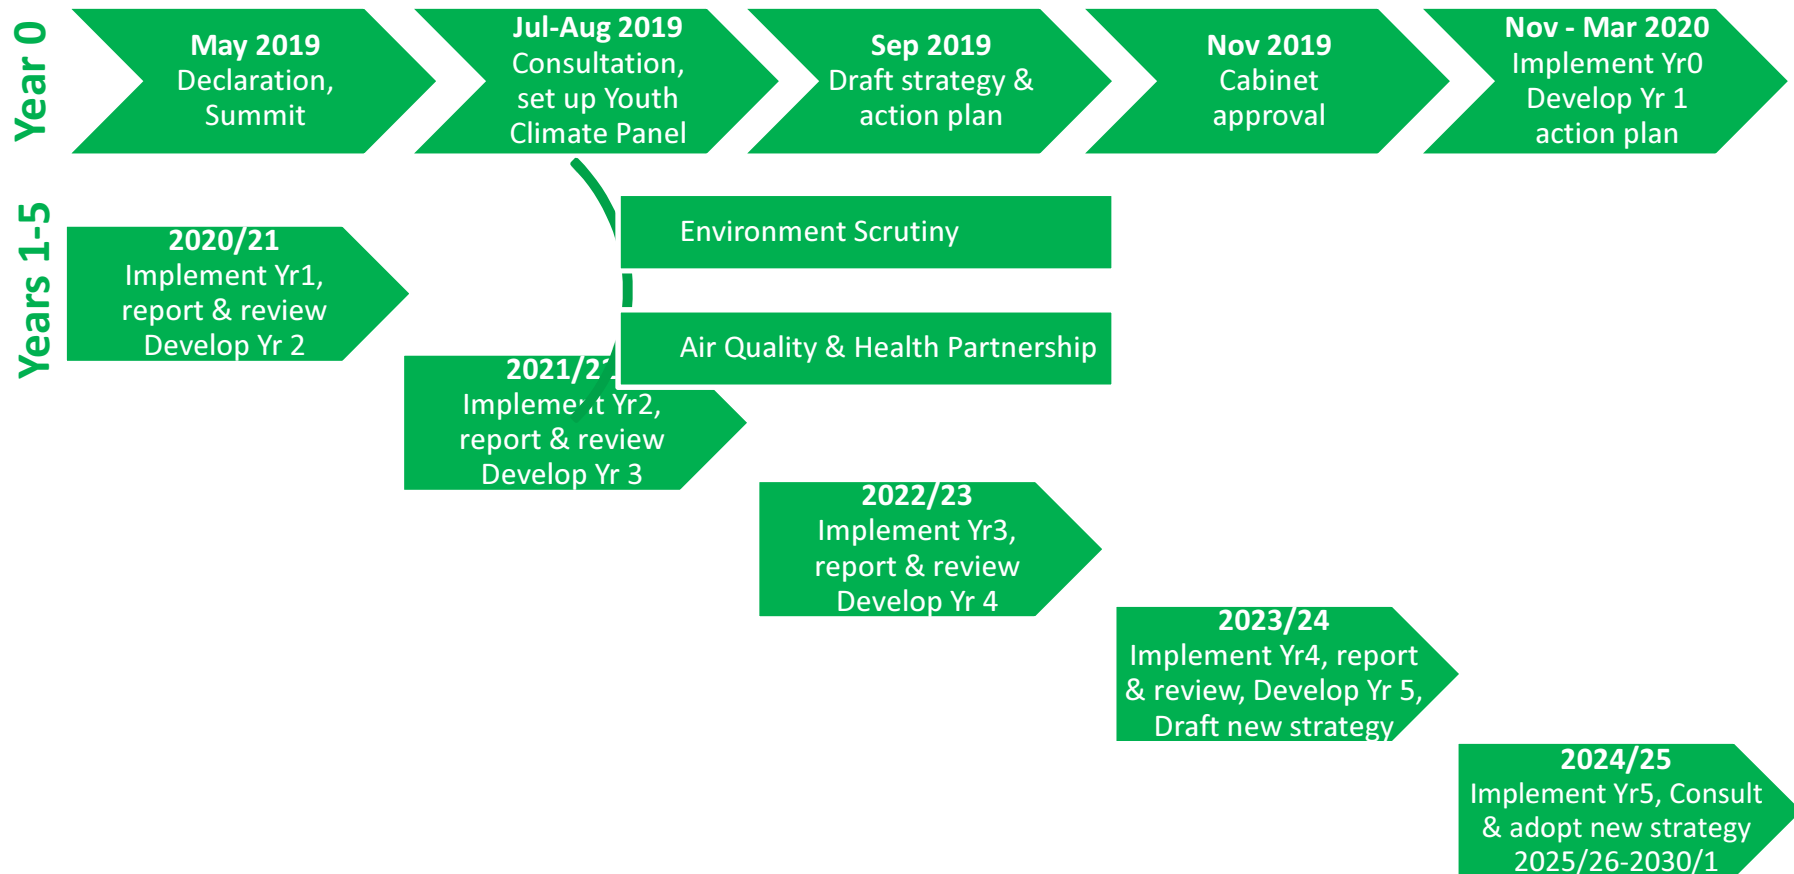 Year 0
May 2019
Declaration,
Summit
Jul-Aug 2019
Consultation,
set up Youth
Climate Panel
Sep 2019
Draft strategy &
action plan
Nov 2019
Cabinet
approval
Nov - Mar 2020
Implement Yr0
Develop Yr 1
action plan
Years 1-5
2020/21
Implement Yr1,
report & review
Develop Yr 2
Environment Scrutiny
Air Quality & Health Partnership
2021/22
Implement Yr2,
report & review
Develop Yr 3
2022/23
Implement Yr3,
report & review
Develop Yr 4
2023/24
Implement Yr4, report
& review, Develop Yr 5,
Draft new strategy
2024/25
Implement Yr5, Consult
& adopt new strategy
2025/26-2030/1